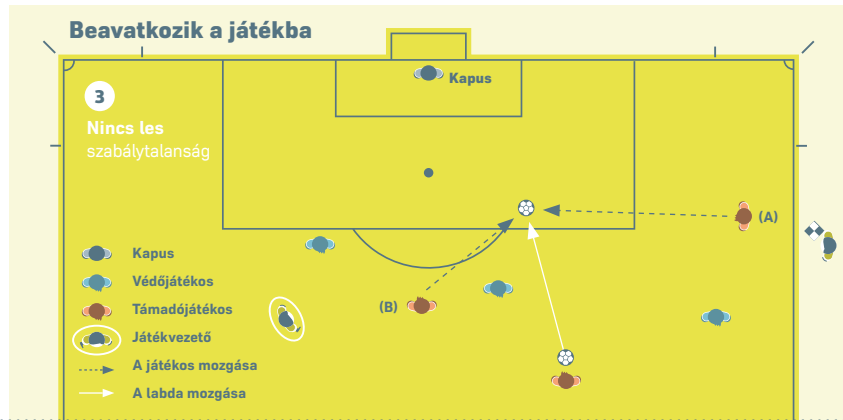 Beavatkozik a játékba
Kapus
3
Nincs les
szabálytalanság
(A)
(B)
Kapus
Védőjátékos
Támadójátékos
Játékvezető
A játékos mozgása
A labda mozgása